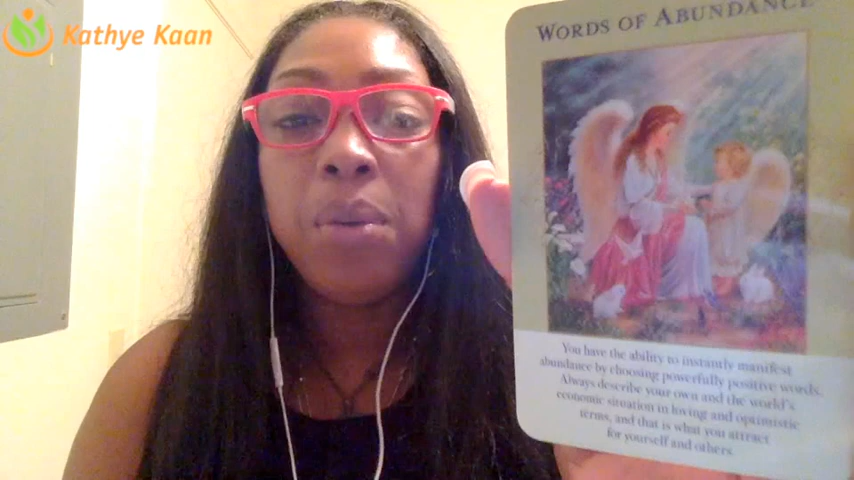 Kathye Kaan
WORDS OF ABUNDANCE
You have the ability to instantly manifest
abundance by choosing powerfully positive words.
Always describe your own and the world's
economic situation in loving and optimistic
terms, and that is what you attract
for yourself and others.